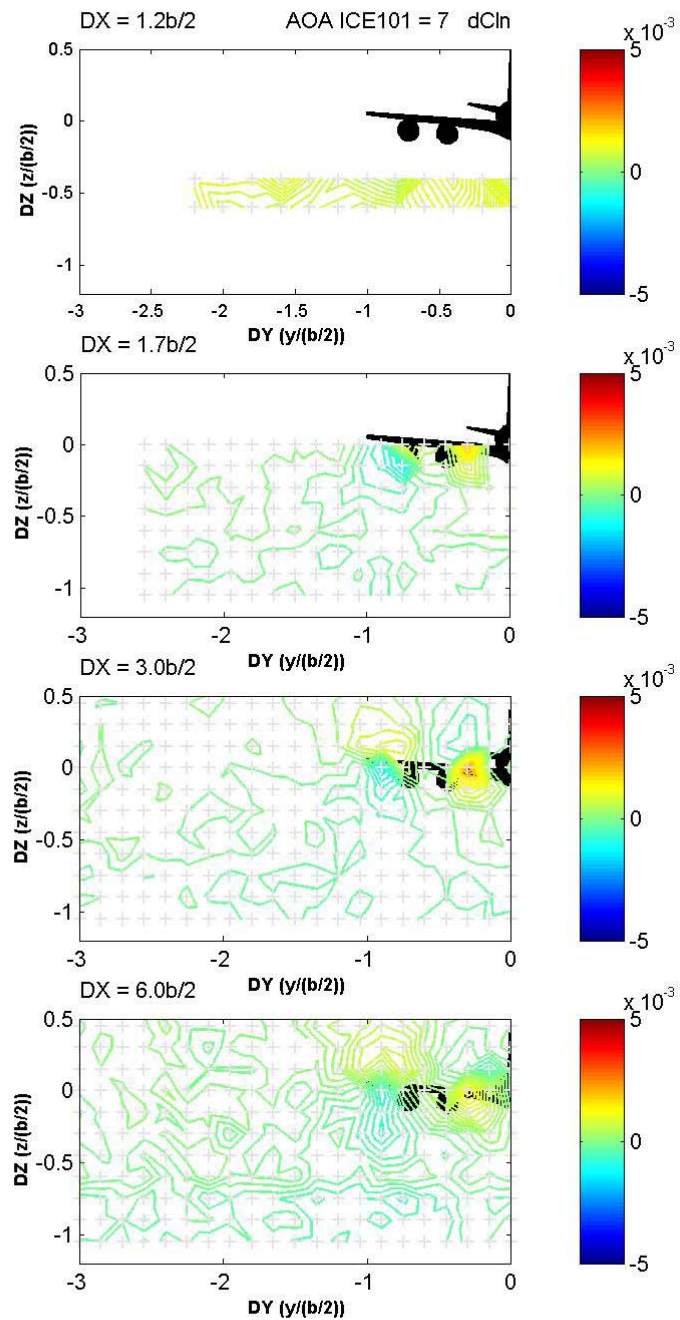 DX = 1.2b/2 AOA ICE101 = 7 dCln
x 10⁻³
0.5
0
-0.5
-1
DZ (z/(b/2))
-3 -2.5 -2 -1.5 -1 -0.5 0
DY (y/(b/2))
5
0
-5
DX = 1.7b/2
x 10⁻³
0.5
0
-0.5
-1
DZ (z/(b/2))
-3 -2 -1 0
DY (y/(b/2))
5
0
-5
DX = 3.0b/2
x 10⁻³
0.5
0
-0.5
-1
DZ (z/(b/2))
-3 -2 -1 0
DY (y/(b/2))
5
0
-5
DX = 6.0b/2
x 10⁻³
0.5
0
-0.5
-1
DZ (z/(b/2))
-3 -2 -1 0
DY (y/(b/2))
5
0
-5